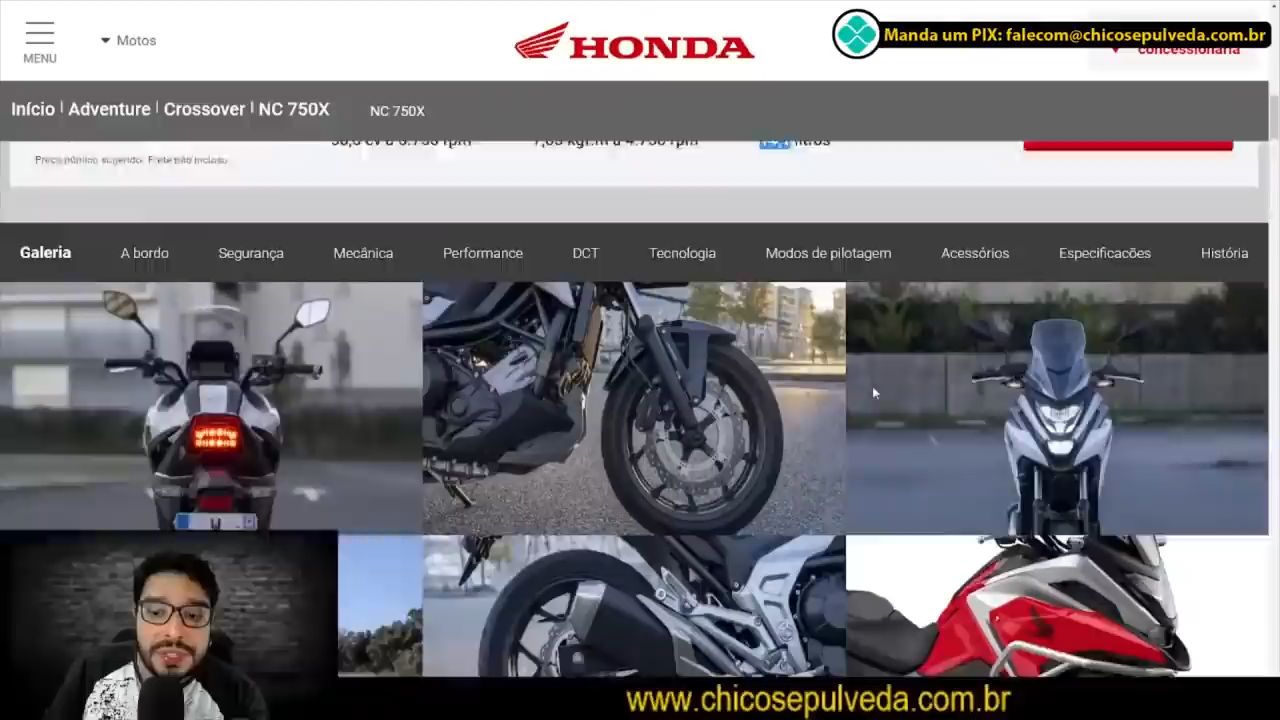 HONDA
Manda um PIX: falecom@chicosepulveda.com.br
MENU
Motos
concessionária
Início | Adventure | Crossover | NC 750X
NC 750X
Preço público sugerido. Frete não incluso.
litros
Galeria
A bordo
Segurança
Mecânica
Performance
DCT
Tecnologia
Modos de pilotagem
Acessórios
Especificações
História
www.chicosepulveda.com.br